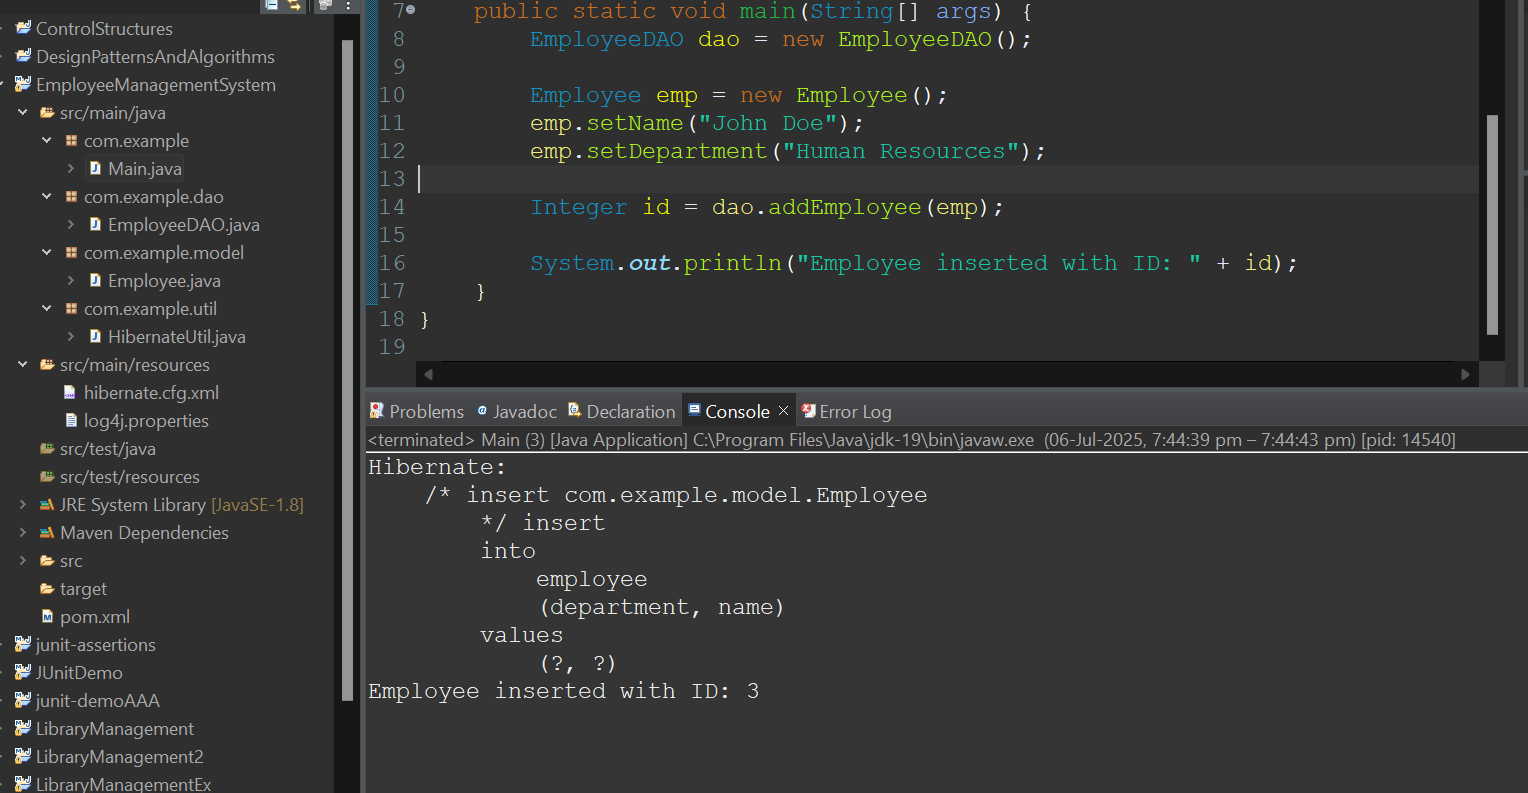 ControlStructures
DesignPatternsAndAlgorithms
EmployeeManagementSystem
src/main/java
com.example
Main.java
com.example.dao
EmployeeDAO.java
com.example.model
Employee.java
com.example.util
HibernateUtil.java
src/main/resources
hibernate.cfg.xml
log4j.properties
src/test/java
src/test/resources
JRE System Library [JavaSE-1.8]
Maven Dependencies
src
target
pom.xml
junit-assertions
JUnitDemo
junit-demoAAA
LibraryManagement
LibraryManagement2
LibraryManagementEx
7 public static void main(String[] args) {
8 EmployeeDAO dao = new EmployeeDAO();
9
10 Employee emp = new Employee();
11 emp.setName("John Doe");
12 emp.setDepartment("Human Resources");
13
14 Integer id = dao.addEmployee(emp);
15
16 System.out.println("Employee inserted with ID: " + id);
17 }
18 }
19
Problems Javadoc Declaration Console Error Log
<terminated> Main (3) [Java Application] C:\Program Files\Java\jdk-19\bin\javaw.exe (06-Jul-2025, 7:44:39 pm – 7:44:43 pm) [pid: 14540]
Hibernate:
/* insert com.example.model.Employee
*/ insert
into
employee
(department, name)
values
(?, ?)
Employee inserted with ID: 3